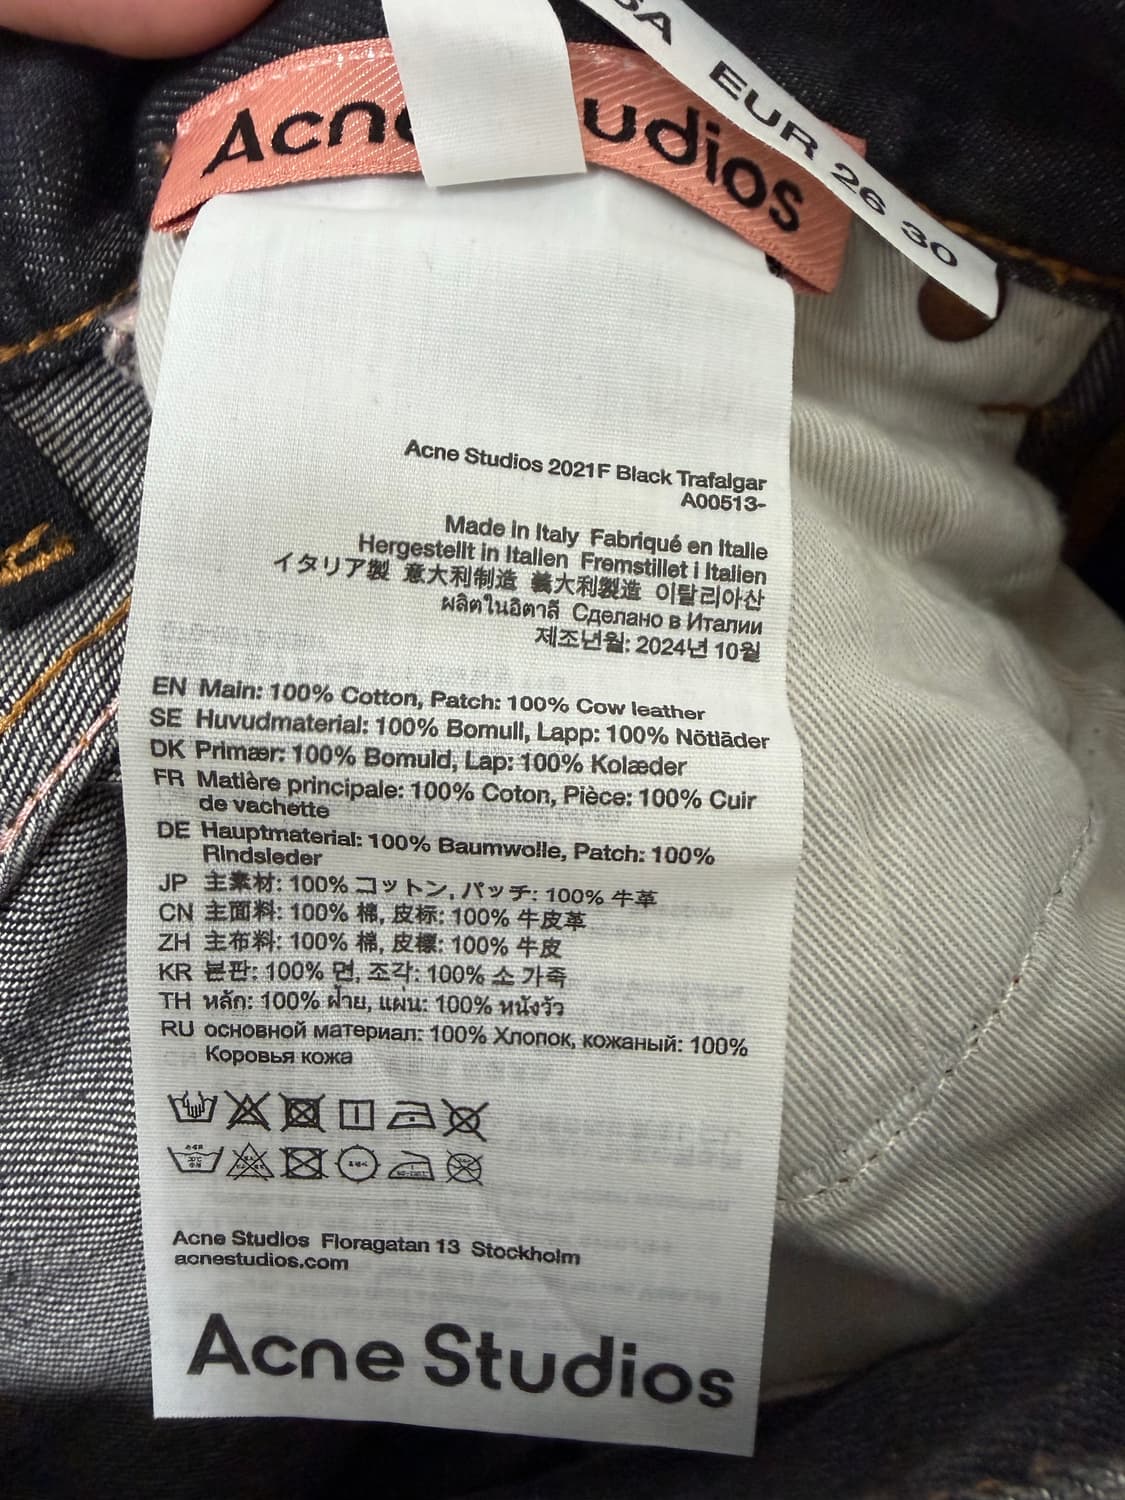 EUR 26 30
Acne Studios 2021F Black Trafalgar
A00513-
Made in Italy Fabriqué en Italie
Hergestellt in Italien Fremstillet i Italien
イタリア製 意大利制造 義大利製造 이탈리아산
ผลิตในอิตาลี Сделано в Италии
제조년월: 2024년 10월
EN Main: 100% Cotton, Patch: 100% Cow leather
SE Huvudmaterial: 100% Bomull, Lapp: 100% Nötläder
DK Primær: 100% Bomuld, Lap: 100% Kolæder
FR Matière principale: 100% Coton, Pièce: 100% Cuir
de vachette
DE Hauptmaterial: 100% Baumwolle, Patch: 100%
Rindsleder
JP 主素材: 100% コットン, パッチ: 100% 牛革
CN 主面料: 100% 棉, 皮标: 100% 牛皮革
ZH 主布料: 100% 棉, 皮標: 100% 牛皮
KR 본판: 100% 면, 조각: 100% 소 가죽
TH หลัก: 100% ฝ้าย, แผ่น: 100% หนังวัว
RU основной материал: 100% Хлопок, кожаный: 100%
Коровья кожа
Acne Studios Floragatan 13 Stockholm
acnestudios.com
Acne Studios